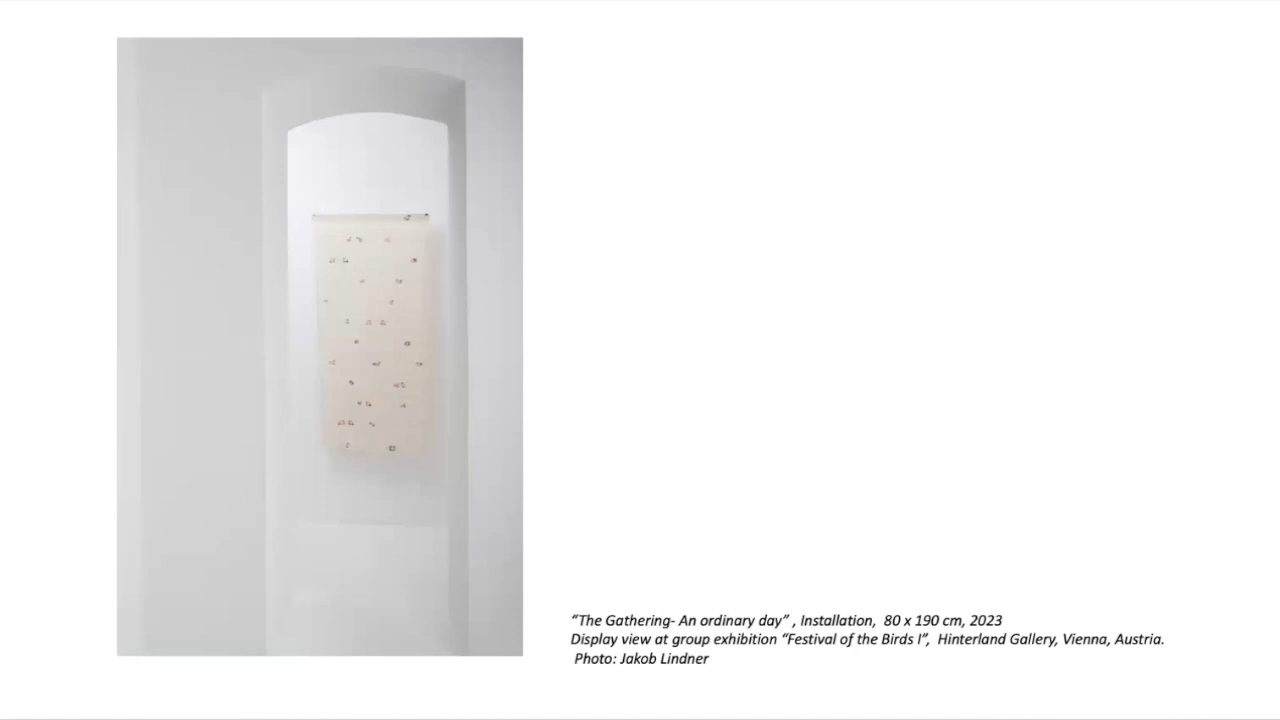 “The Gathering- An ordinary day” , Installation,  80 x 190 cm, 2023
Display view at group exhibition “Festival of the Birds I”,  Hinterland Gallery, Vienna, Austria.
Photo: Jakob Lindner